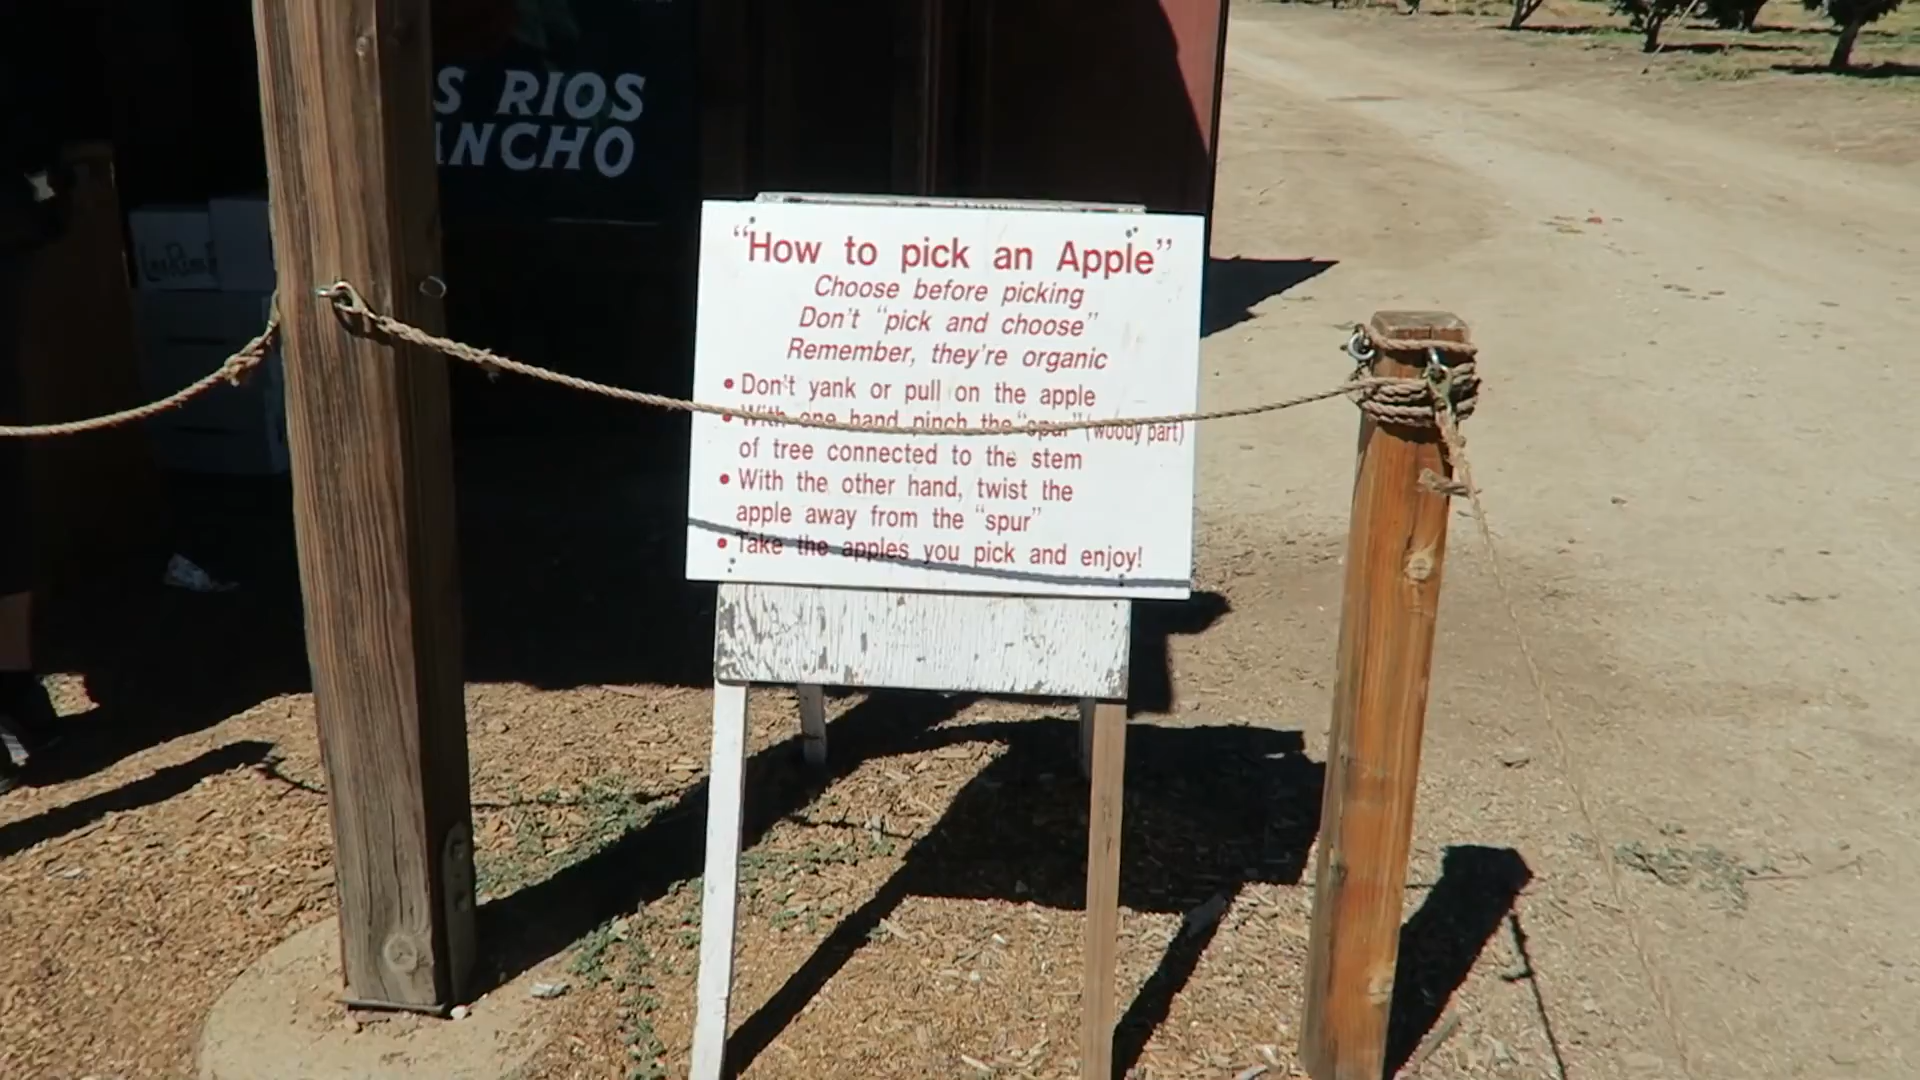 S RIOS
ANCHO
"How to pick an Apple"
Choose before picking
Don't "pick and choose"
Remember, they're organic
• Don't yank or pull on the apple
• With one hand pinch the "spur" (woody part)
of tree connected to the stem
• With the other hand, twist the
apple away from the "spur"
• Take the apples you pick and enjoy!